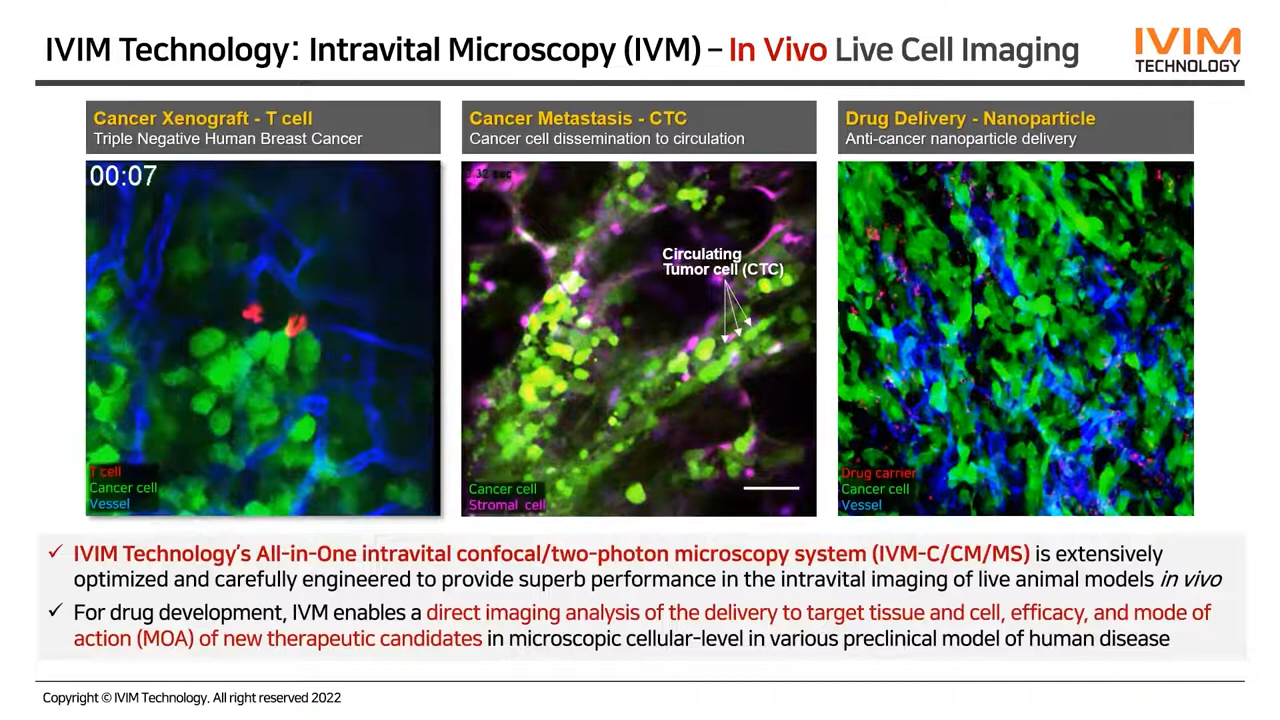 IVIM Technology: Intravital Microscopy (IVM) – In Vivo Live Cell Imaging
IVIM
TECHNOLOGY
Cancer Xenograft - T cell
Triple Negative Human Breast Cancer
00:07
T cell
Cancer cell
Vessel
Cancer Metastasis - CTC
Cancer cell dissemination to circulation
sec
Circulating
Tumor cell (CTC)
Cancer cell
Stromal cell
Drug Delivery - Nanoparticle
Anti-cancer nanoparticle delivery
Drug carrier
Cancer cell
Vessel
✓ IVIM Technology's All-in-One intravital confocal/two-photon microscopy system (IVM-C/CM/MS) is extensively
optimized and carefully engineered to provide superb performance in the intravital imaging of live animal models in vivo
✓ For drug development, IVM enables a direct imaging analysis of the delivery to target tissue and cell, efficacy, and mode of
action (MOA) of new therapeutic candidates in microscopic cellular-level in various preclinical model of human disease
Copyright © IVIM Technology. All right reserved 2022